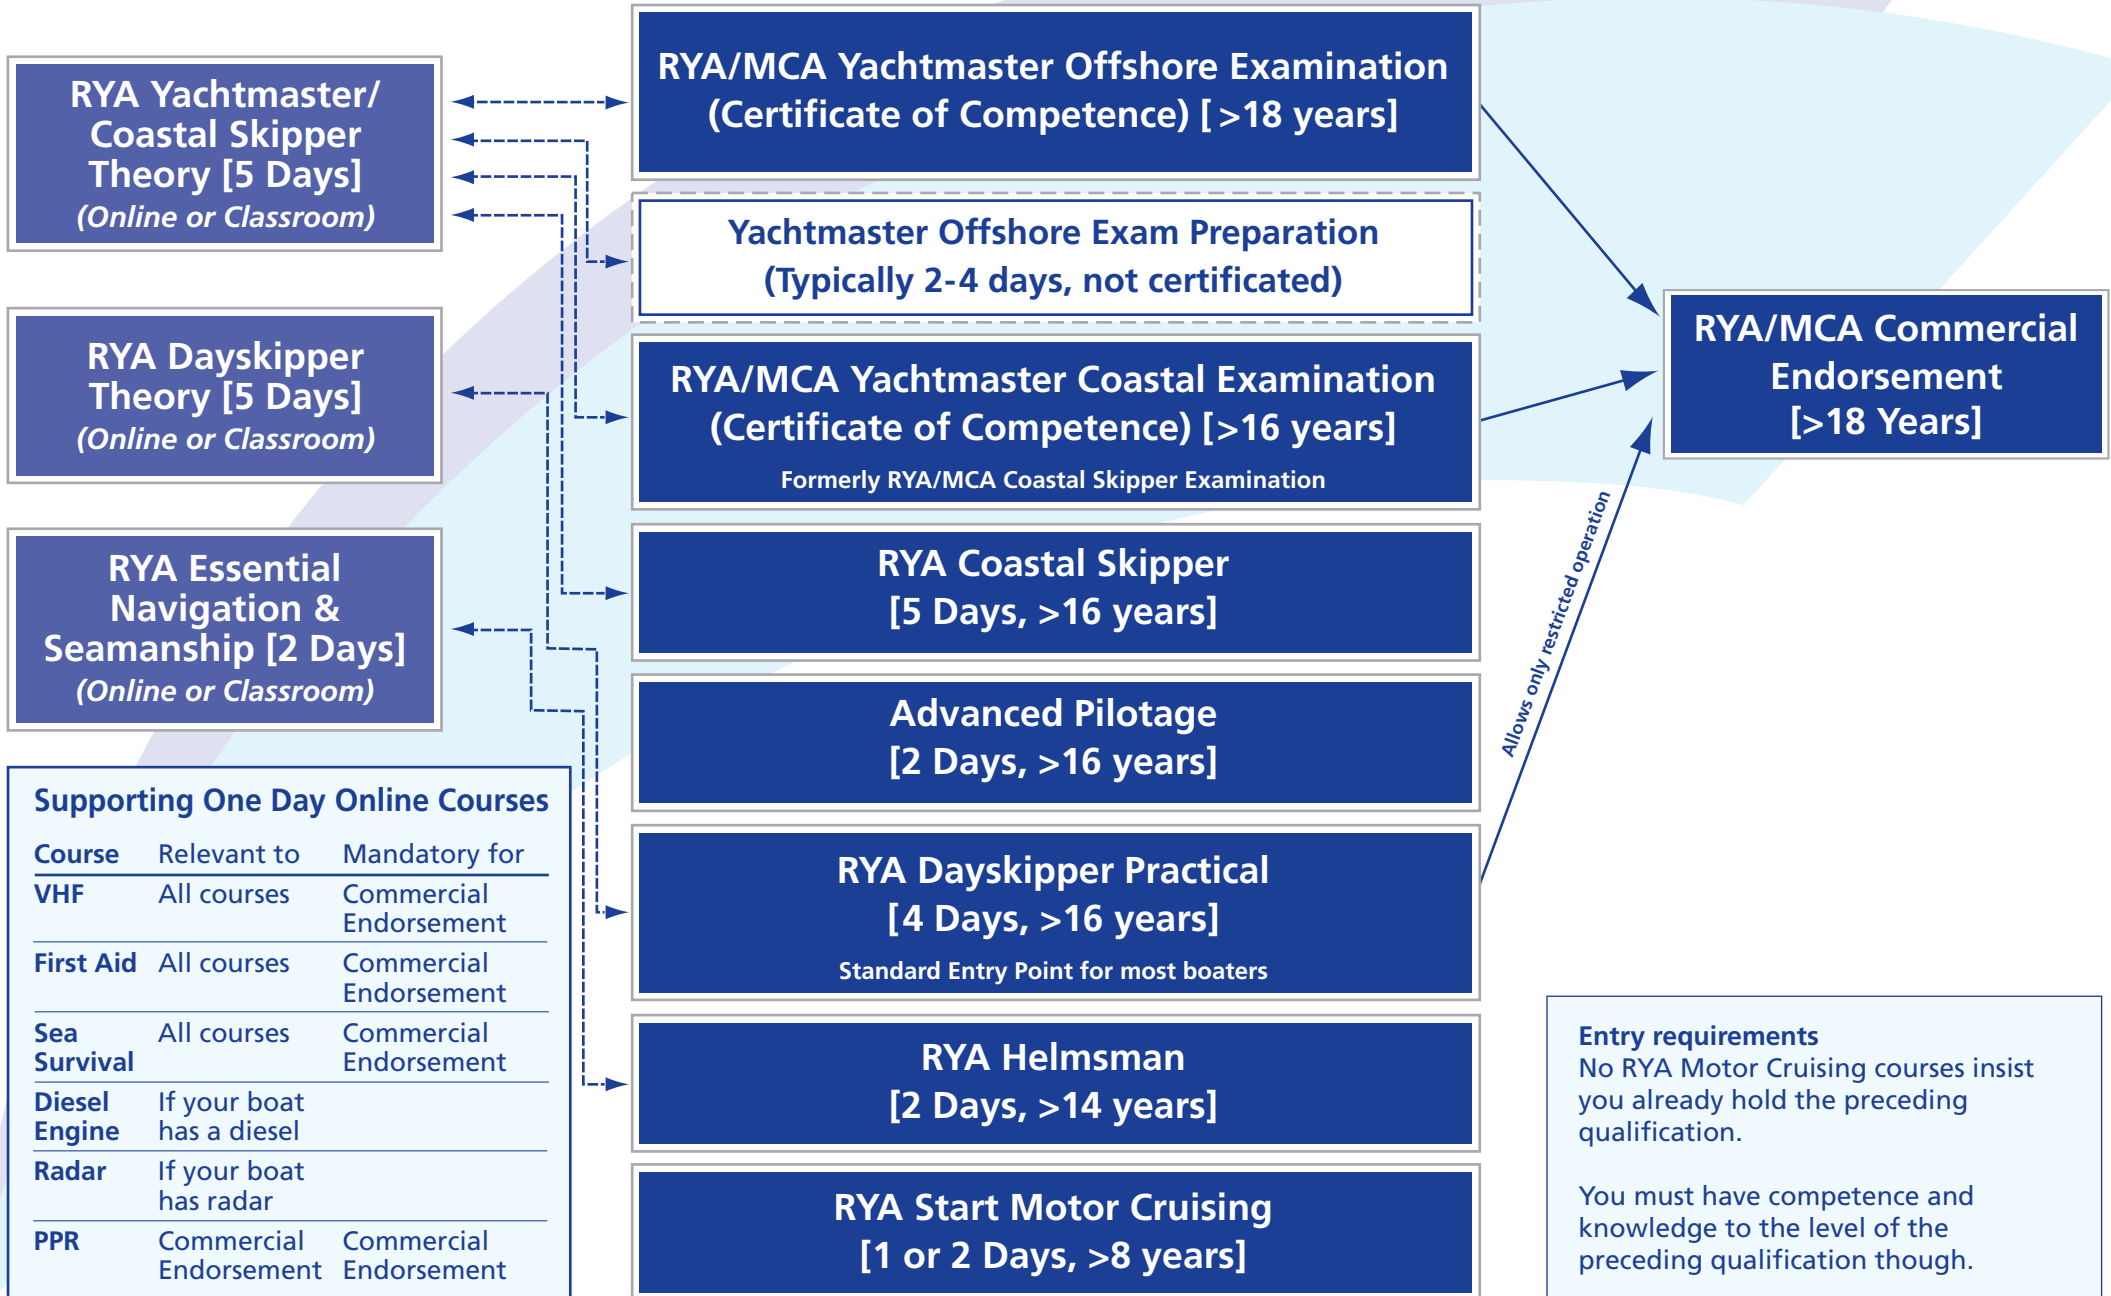 RYA Yachtmaster/
Coastal Skipper
Theory [5 Days]
(Online or Classroom)
RYA Dayskipper
Theory [5 Days]
(Online or Classroom)
RYA Essential
Navigation &
Seamanship [2 Days]
(Online or Classroom)
RYA/MCA Yachtmaster Offshore Examination
(Certificate of Competence) [ >18 years]
Yachtmaster Offshore Exam Preparation
(Typically 2-4 days, not certificated)
RYA/MCA Yachtmaster Coastal Examination
(Certificate of Competence) [>16 years]
Formerly RYA/MCA Coastal Skipper Examination
RYA Coastal Skipper
[5 Days, >16 years]
Advanced Pilotage
[2 Days, >16 years]
RYA Dayskipper Practical
[4 Days, >16 years]
Standard Entry Point for most boaters
RYA Helmsman
[2 Days, >14 years]
RYA Start Motor Cruising
[1 or 2 Days, >8 years]
RYA/MCA Commercial
Endorsement
[>18 Years]
Allows only restricted operation
Supporting One Day Online Courses
Course Relevant to Mandatory for
VHF All courses Commercial
Endorsement
First Aid All courses Commercial
Endorsement
Sea All courses Commercial
Survival Endorsement
Diesel If your boat
Engine has a diesel
Radar If your boat
has radar
PPR Commercial Commercial
Endorsement Endorsement
Entry requirements
No RYA Motor Cruising courses insist
you already hold the preceding
qualification.
You must have competence and
knowledge to the level of the
preceding qualification though.